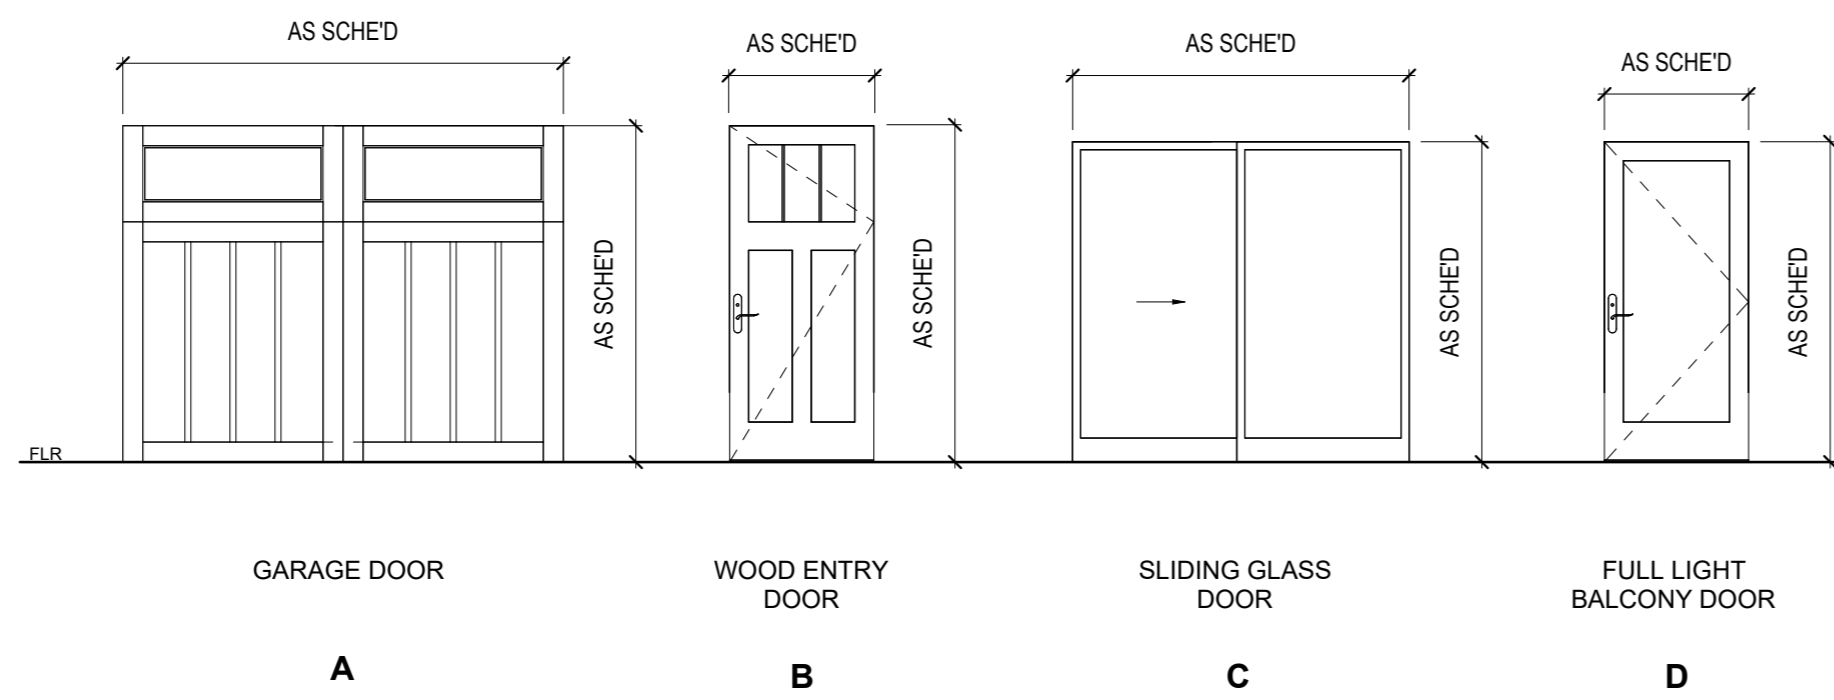 AS SCHE'D
AS SCHE'D
AS SCHE'D
AS SCHE'D
AS SCHE'D
AS SCHE'D
AS SCHE'D
AS SCHE'D
FLR
GARAGE DOOR
A
WOOD ENTRY
DOOR
B
SLIDING GLASS
DOOR
C
FULL LIGHT
BALCONY DOOR
D